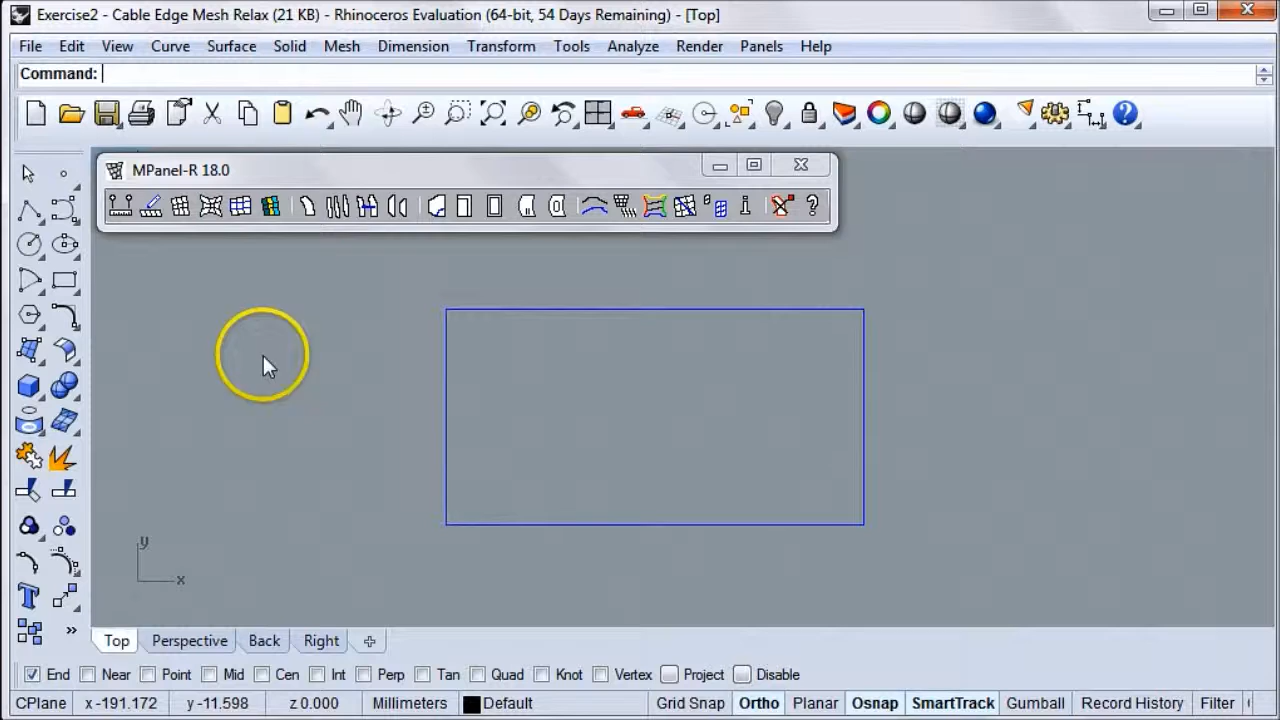 Exercise2 - Cable Edge Mesh Relax (21 KB) - Rhinoceros Evaluation (64-bit, 54 Days Remaining) - [Top]
File Edit View Curve Surface Solid Mesh Dimension Transform Tools Analyze Render Panels Help
Command:
MPanel-R 18.0
y
x
Top Perspective Back Right
End Near Point Mid Cen Int Perp Tan Quad Knot Vertex Project Disable
CPlane x -191.172 y -11.598 z 0.000 Millimeters Default Grid Snap Ortho Planar Osnap SmartTrack Gumball Record History Filter